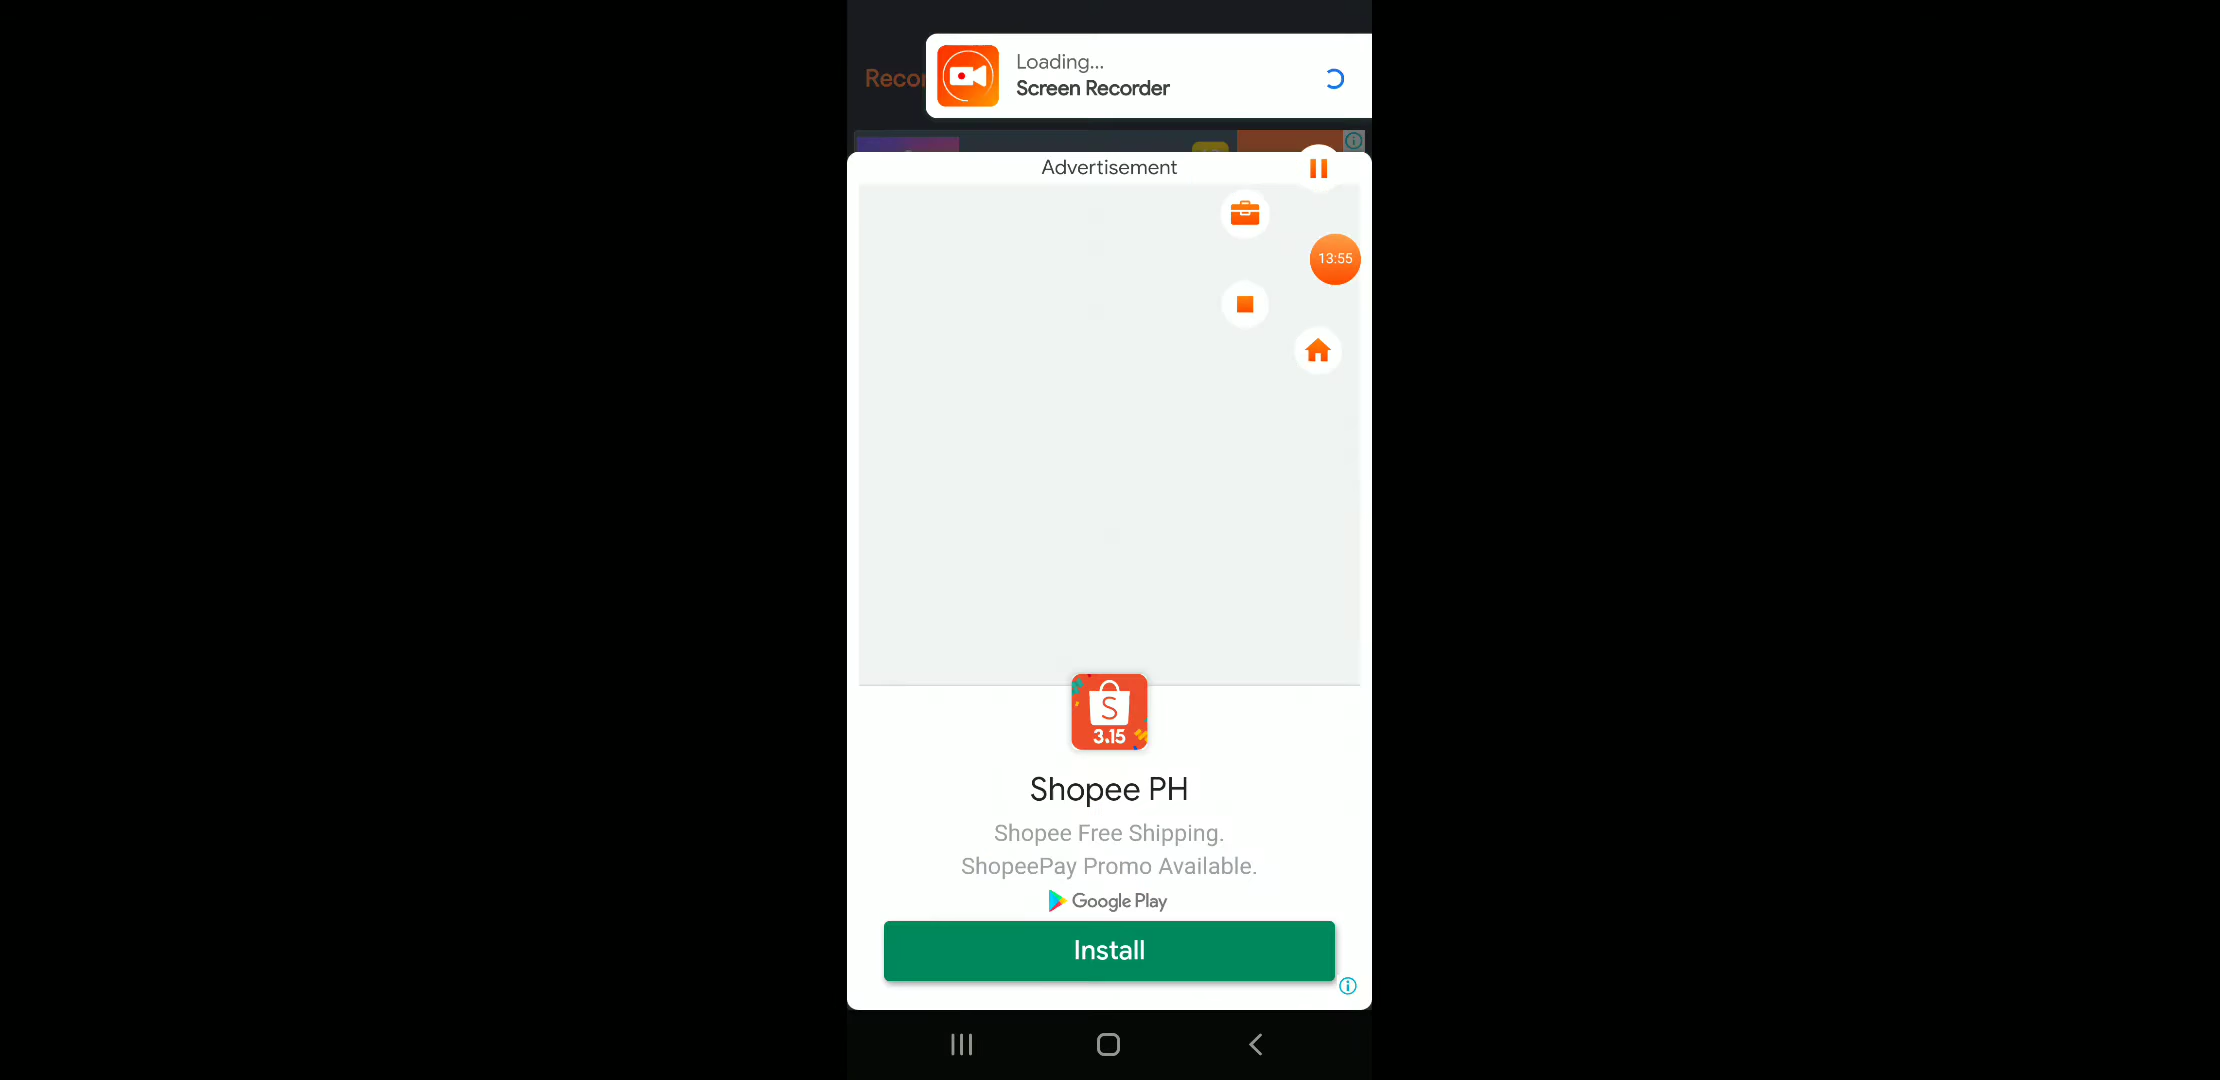 Loading...
Screen Recorder
Recor
Advertisement
13:55
S
3.15
Shopee PH
Shopee Free Shipping.
ShopeePay Promo Available.
Google Play
Install